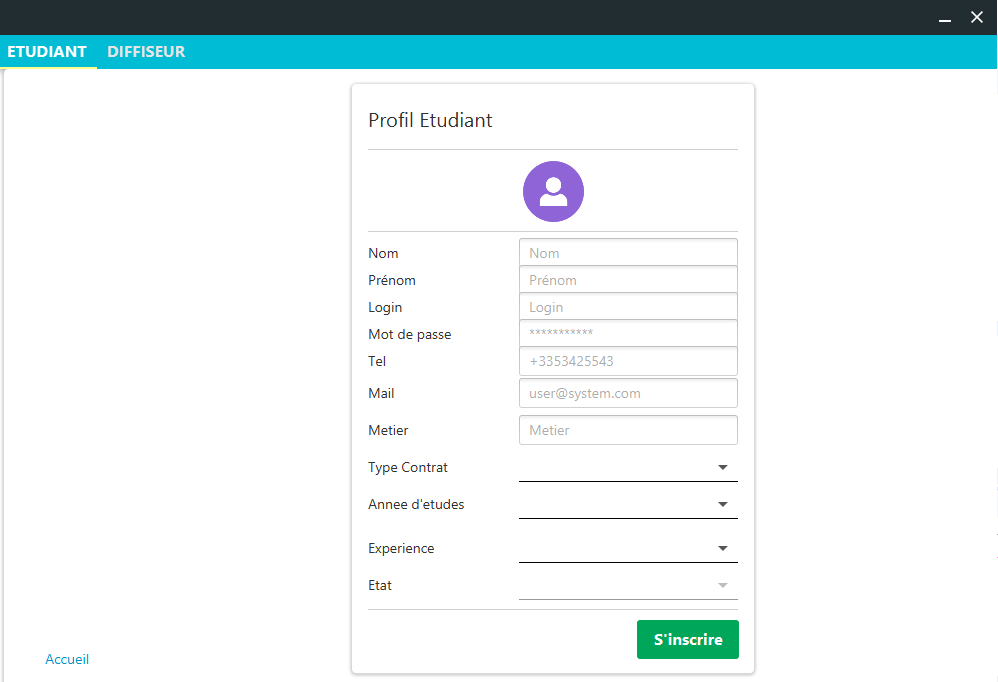 ETUDIANT DIFFISEUR
Profil Etudiant
Nom Nom
Prénom Prénom
Login Login
Mot de passe ***********
Tel +3353425543
Mail user@system.com
Metier Metier
Type Contrat
Annee d'etudes
Experience
Etat
S'inscrire
Accueil